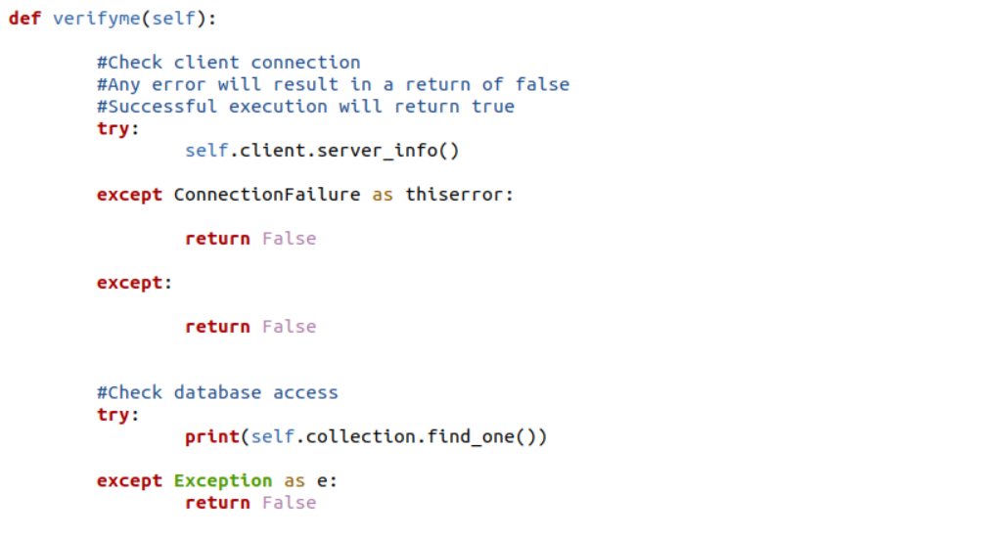 def verifyme(self):
#Check client connection
#Any error will result in a return of false
#Successful execution will return true
try:
self.client.server_info()
except ConnectionFailure as thiserror:
return False
except:
return False
#Check database access
try:
print(self.collection.find_one())
except Exception as e:
return False